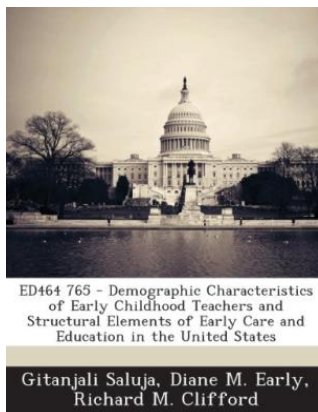 ED464 765 - Demographic Characteristics
of Early Childhood Teachers and
Structural Elements of Early Care and
Education in the United States
Gitanjali Saluja, Diane M. Early,
Richard M. Clifford